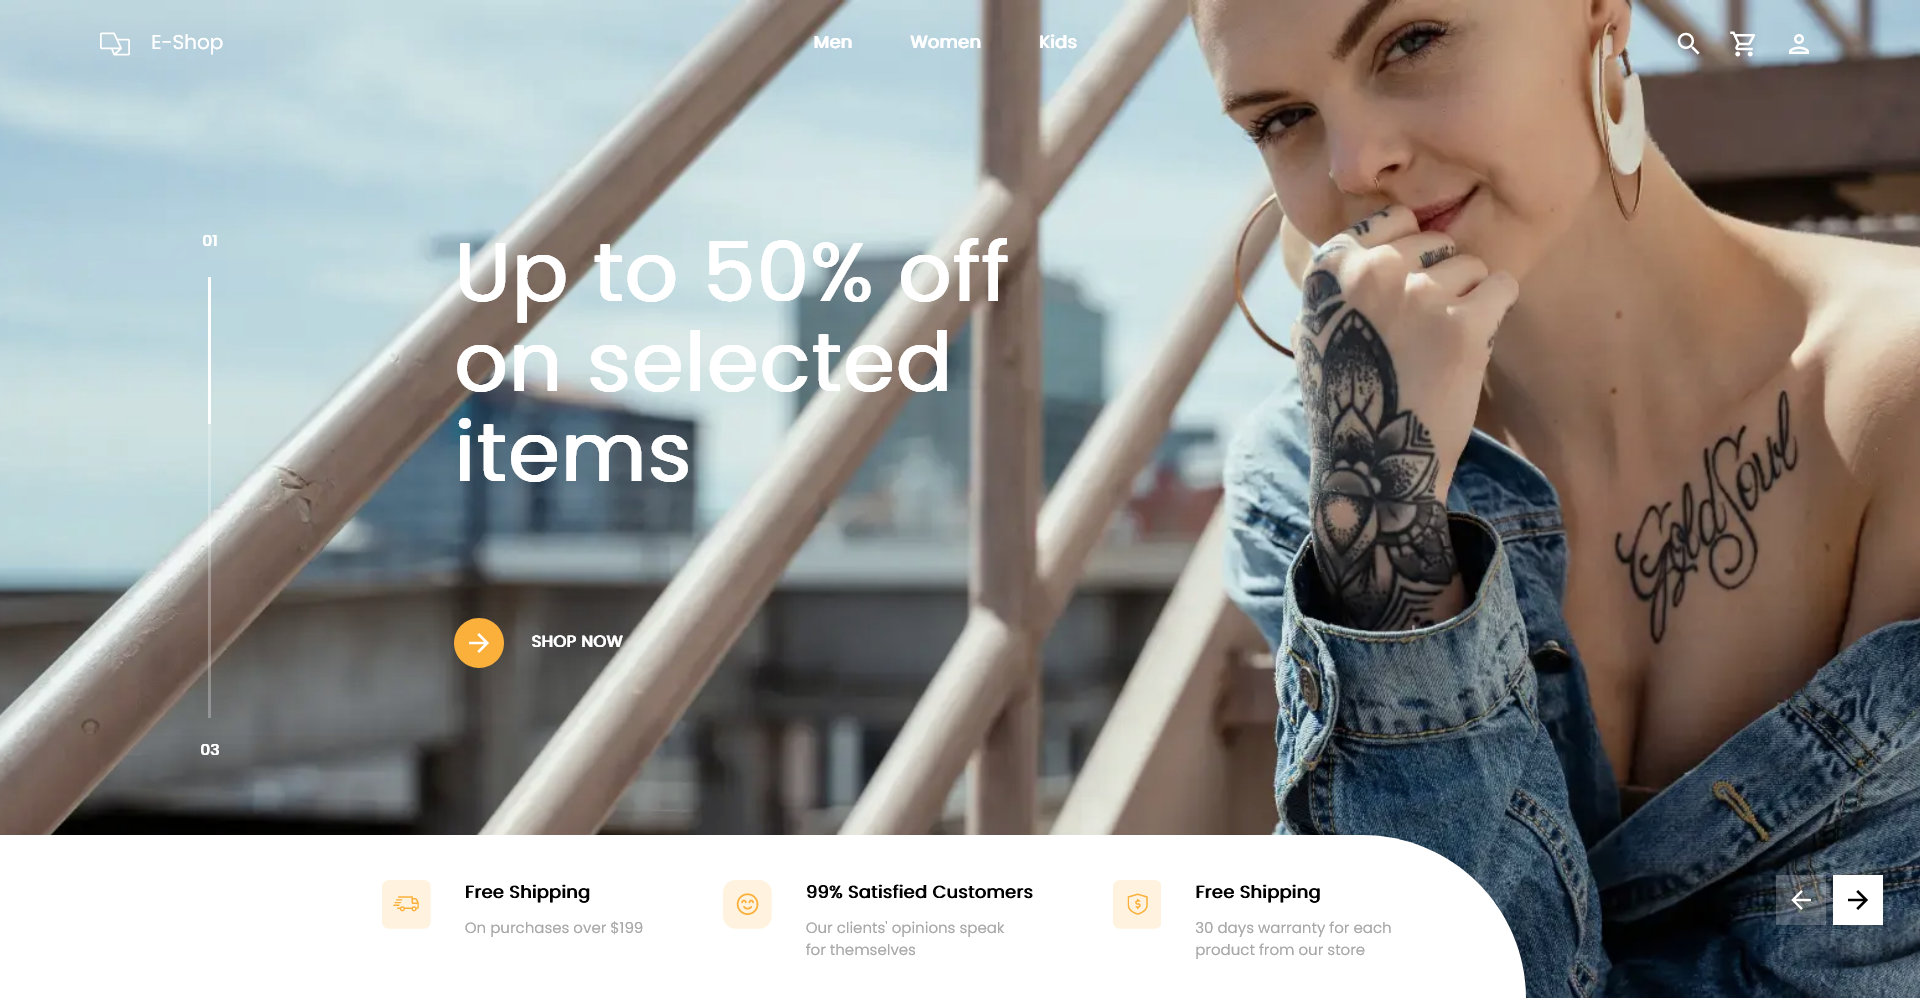 E-Shop
Men
Women
Kids
01
Up to 50% off
on selected
items
SHOP NOW
03
Gold Soul
Free Shipping
On purchases over $199
99% Satisfied Customers
Our clients' opinions speak
for themselves
Free Shipping
30 days warranty for each
product from our store